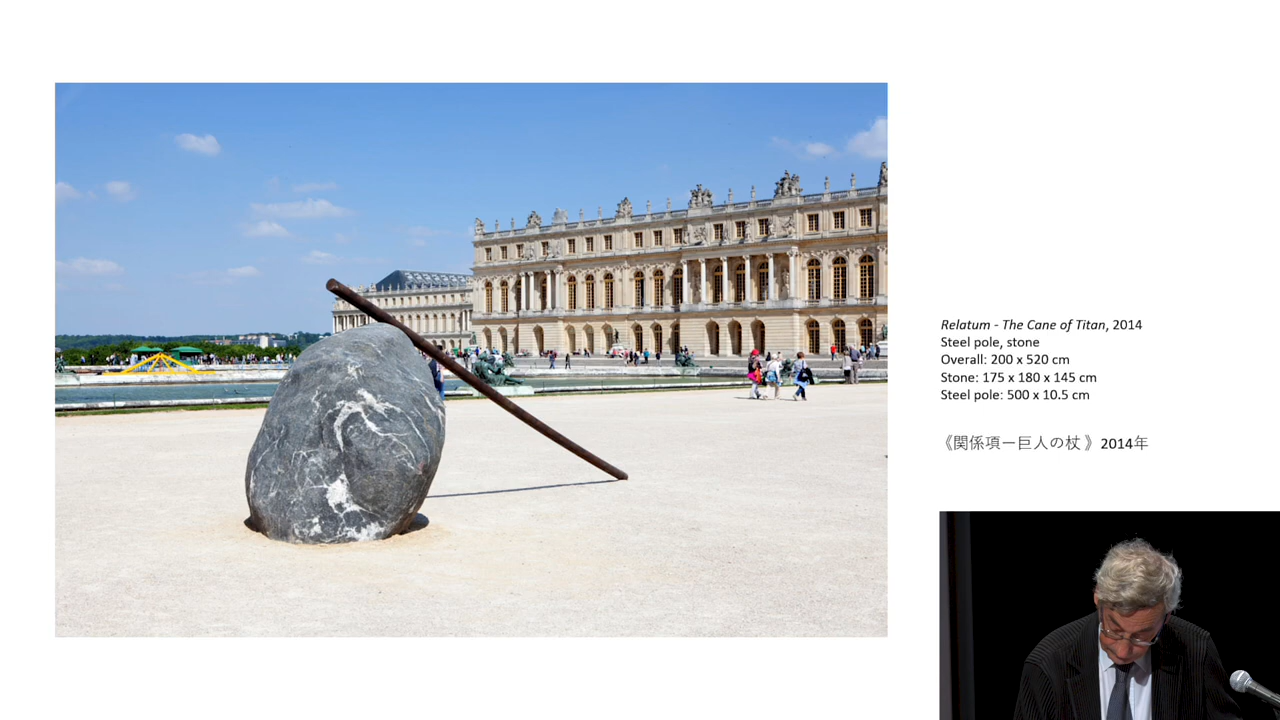 Relatum - The Cane of Titan, 2014
Steel pole, stone
Overall: 200 x 520 cm
Stone: 175 x 180 x 145 cm
Steel pole: 500 x 10.5 cm
《関係項ー巨人の杖 》2014年